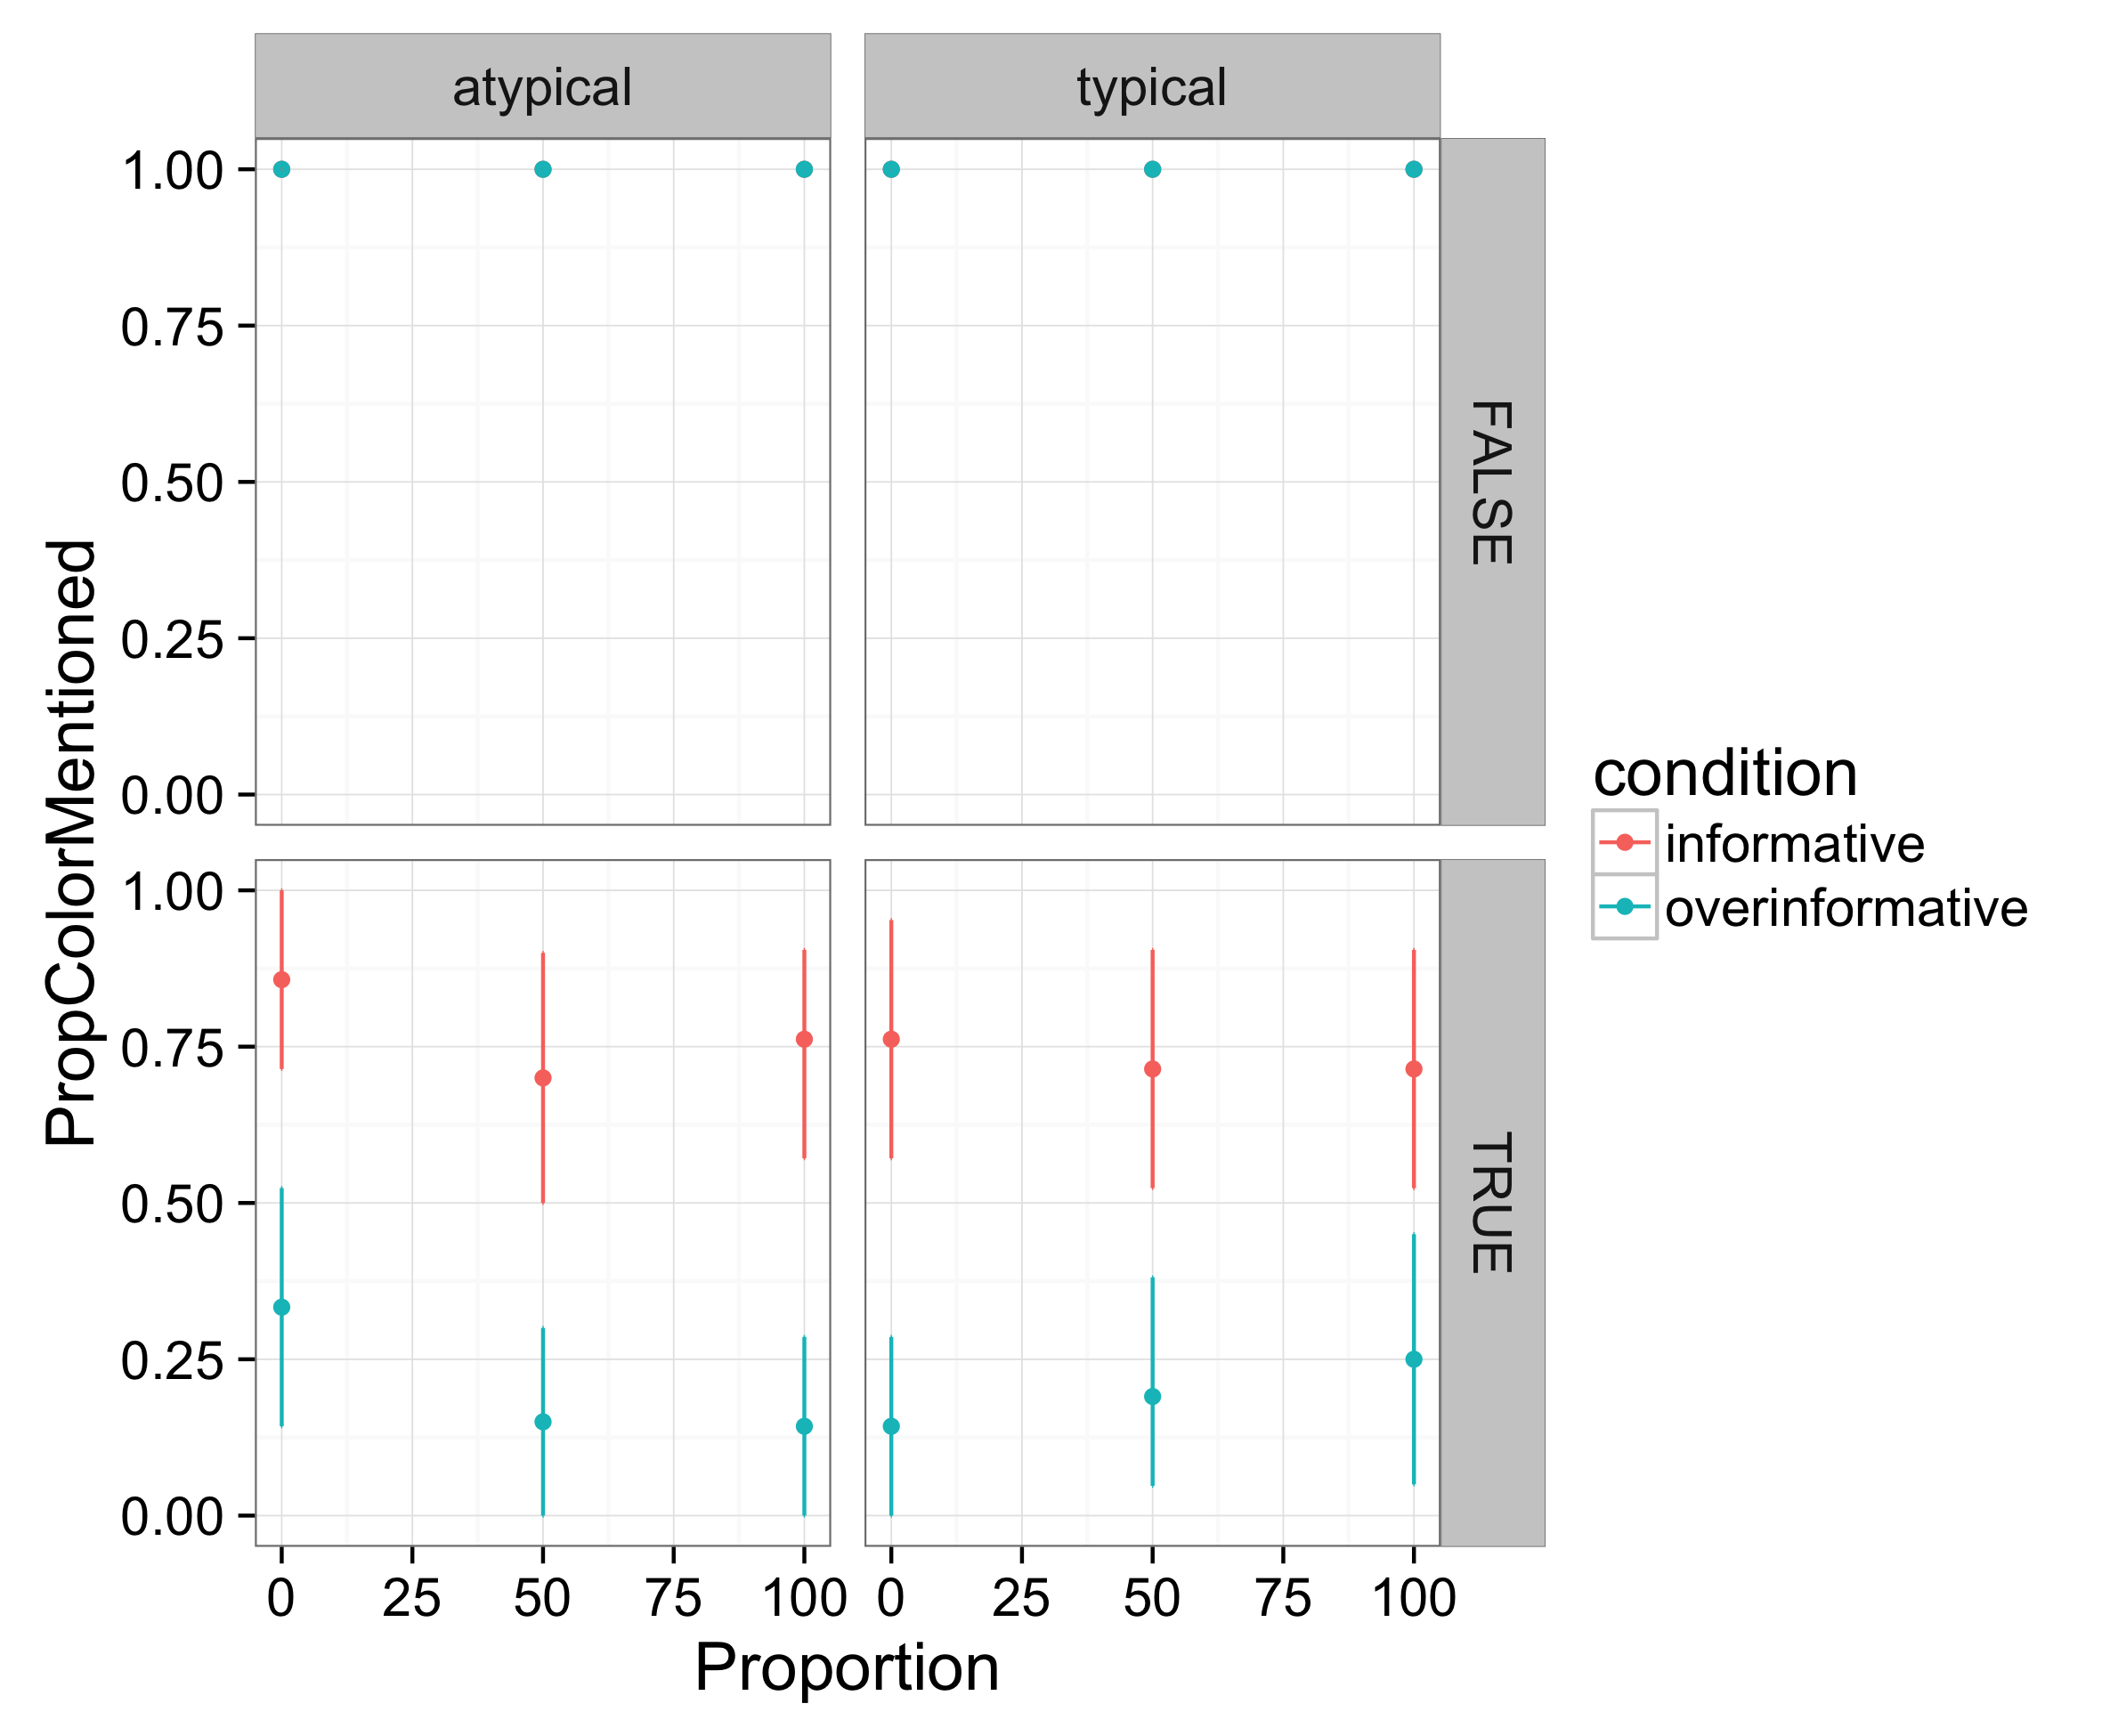 atypical
typical
1.00
0.75
0.50
0.25
0.00
FALSE
1.00
0.75
0.50
0.25
0.00
TRUE
PropColorMentioned
0 25 50 75 100 0 25 50 75 100
Proportion
condition
informative
overinformative